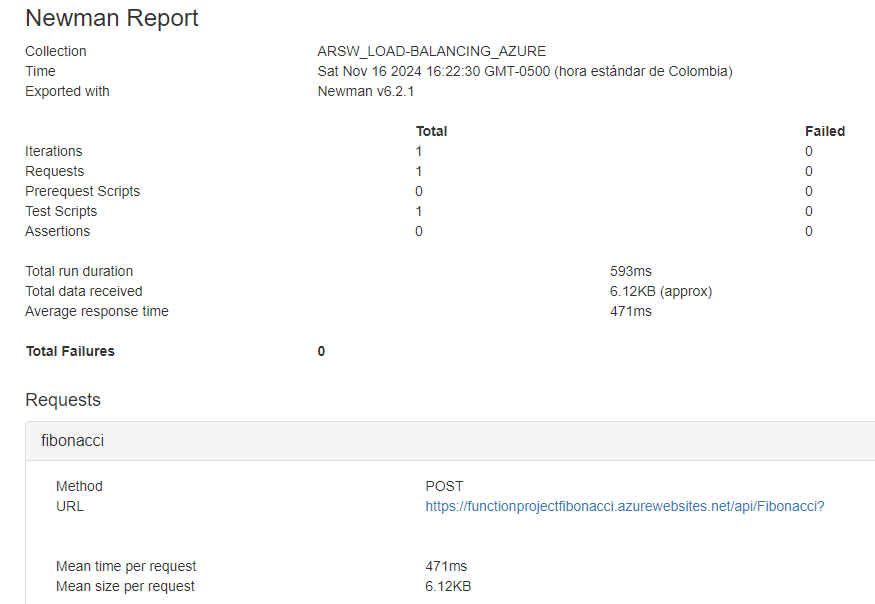 Newman Report
Collection ARSW_LOAD-BALANCING_AZURE
Time Sat Nov 16 2024 16:22:30 GMT-0500 (hora estándar de Colombia)
Exported with Newman v6.2.1
Total Failed
Iterations 1 0
Requests 1 0
Prerequest Scripts 0 0
Test Scripts 1 0
Assertions 0 0
Total run duration 593ms
Total data received 6.12KB (approx)
Average response time 471ms
Total Failures 0
Requests
fibonacci
Method POST
URL https://functionprojectfibonacci.azurewebsites.net/api/Fibonacci?
Mean time per request 471ms
Mean size per request 6.12KB